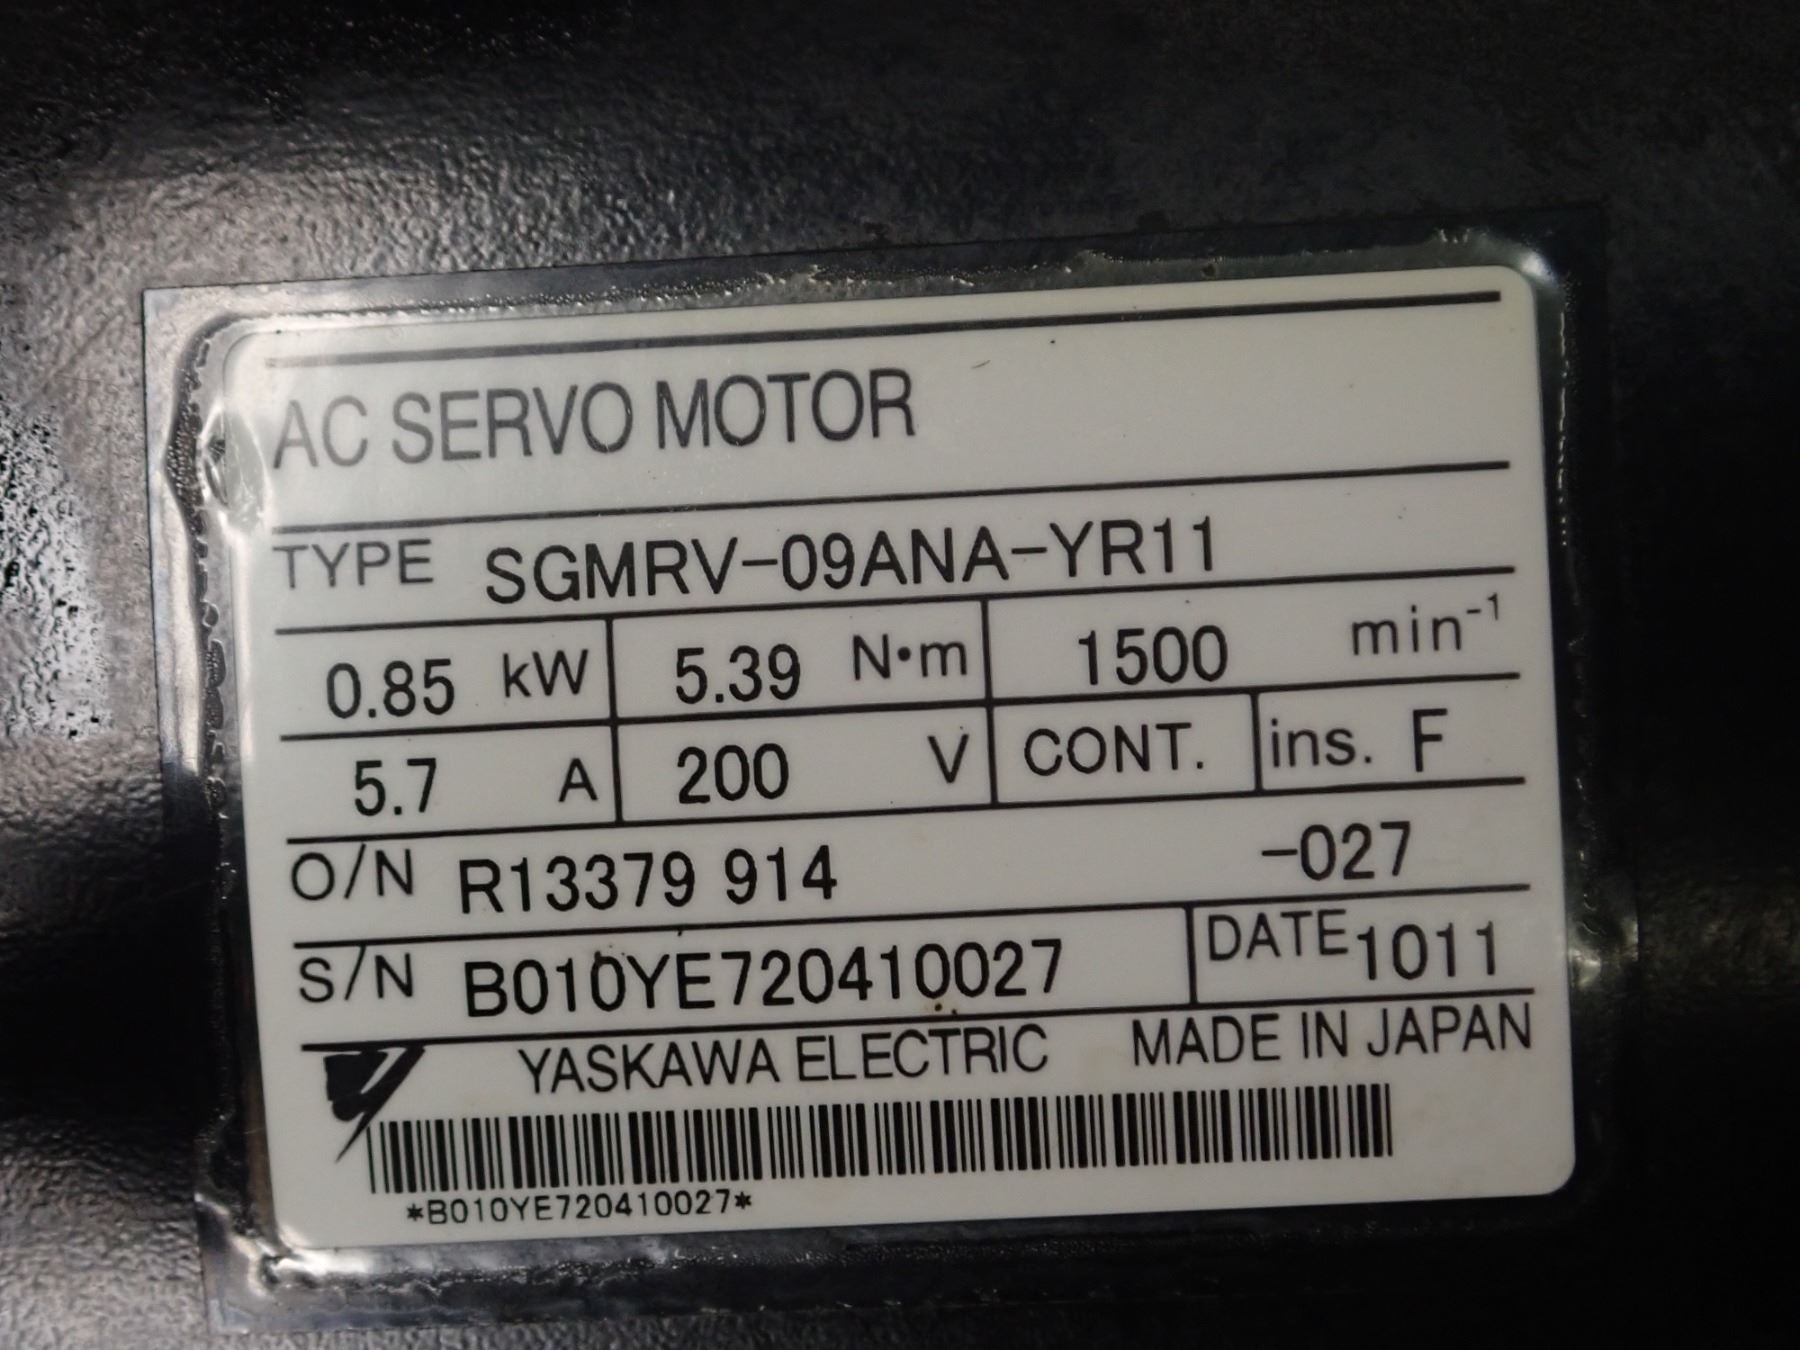 AC SERVO MOTOR
TYPE SGMRV-09ANA-YR11
0.85 kW 5.39 N•m 1500 min⁻¹
5.7 A 200 V CONT. ins. F
O/N R13379 914 -027
S/N B010YE720410027 DATE 1011
YASKAWA ELECTRIC MADE IN JAPAN
*B010YE720410027*